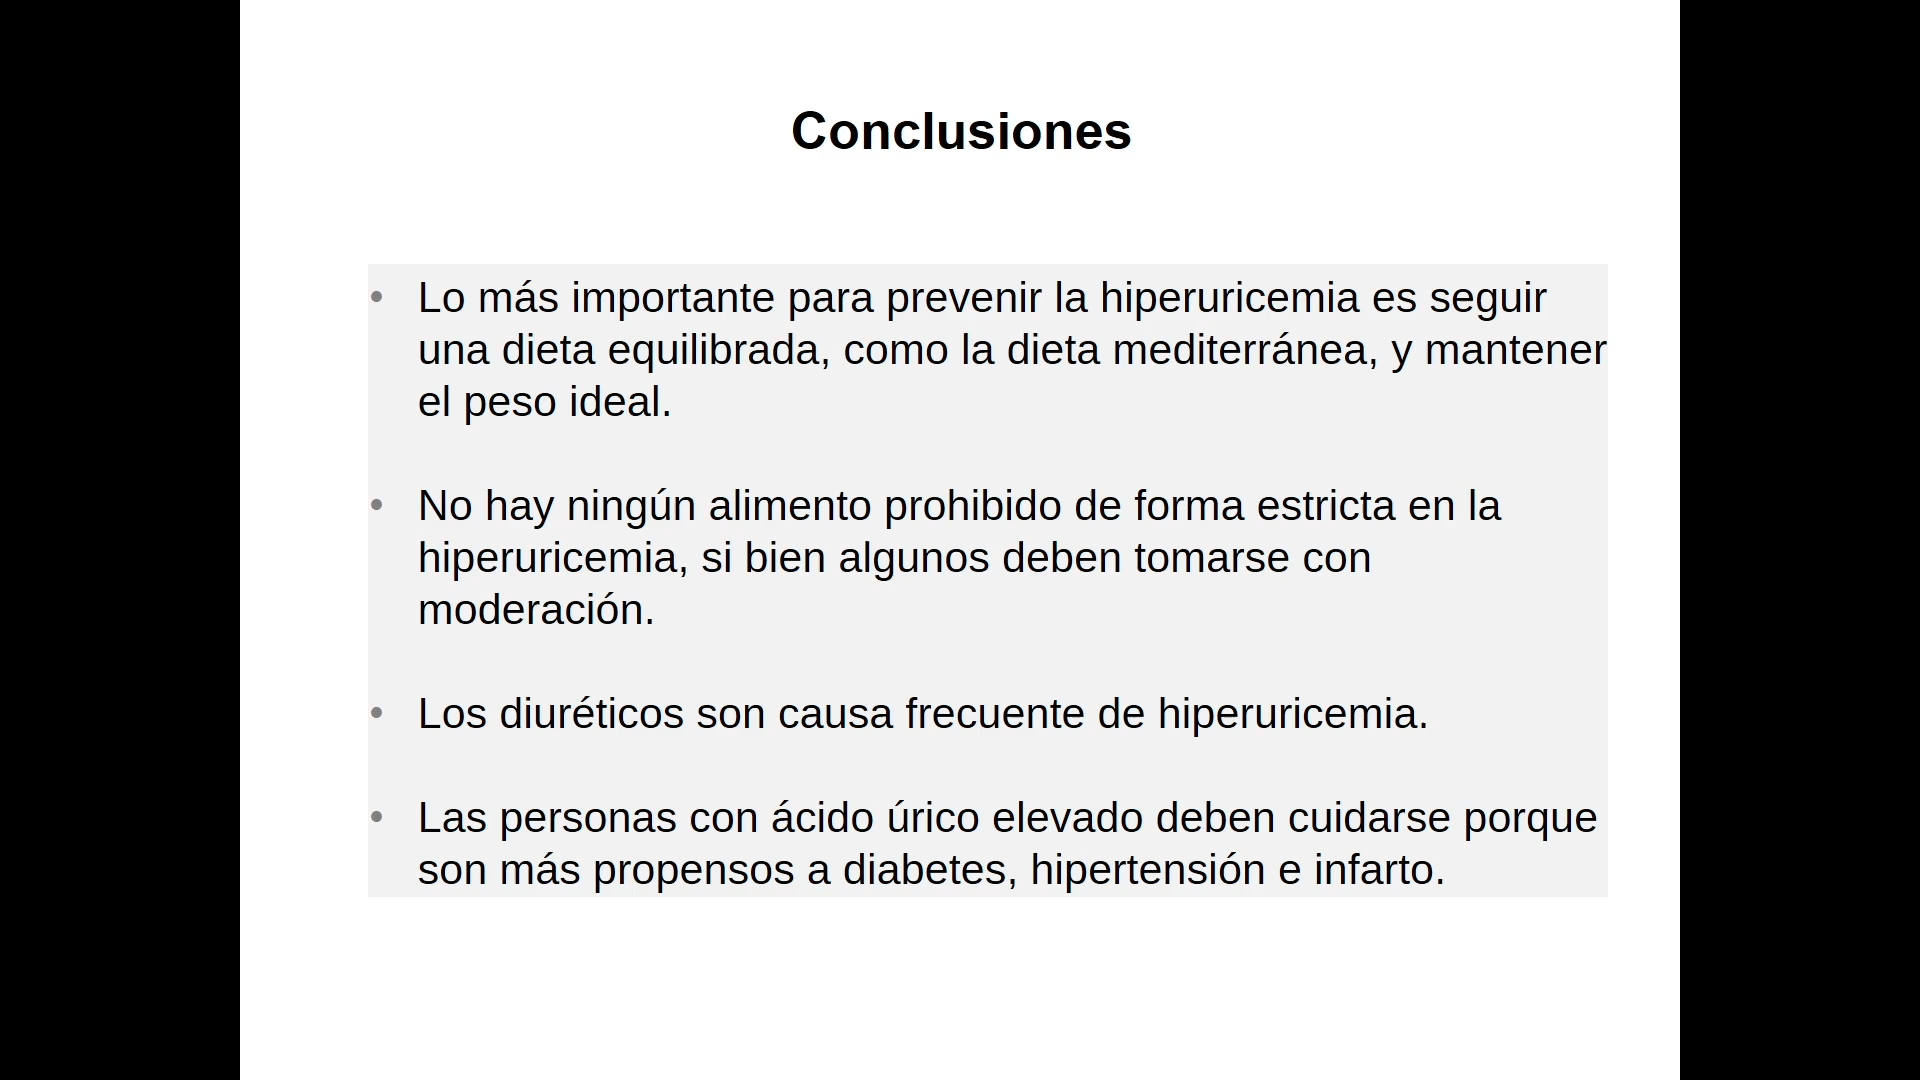 Conclusiones
• Lo más importante para prevenir la hiperuricemia es seguir
una dieta equilibrada, como la dieta mediterránea, y mantener
el peso ideal.
• No hay ningún alimento prohibido de forma estricta en la
hiperuricemia, si bien algunos deben tomarse con
moderación.
• Los diuréticos son causa frecuente de hiperuricemia.
• Las personas con ácido úrico elevado deben cuidarse porque
son más propensos a diabetes, hipertensión e infarto.